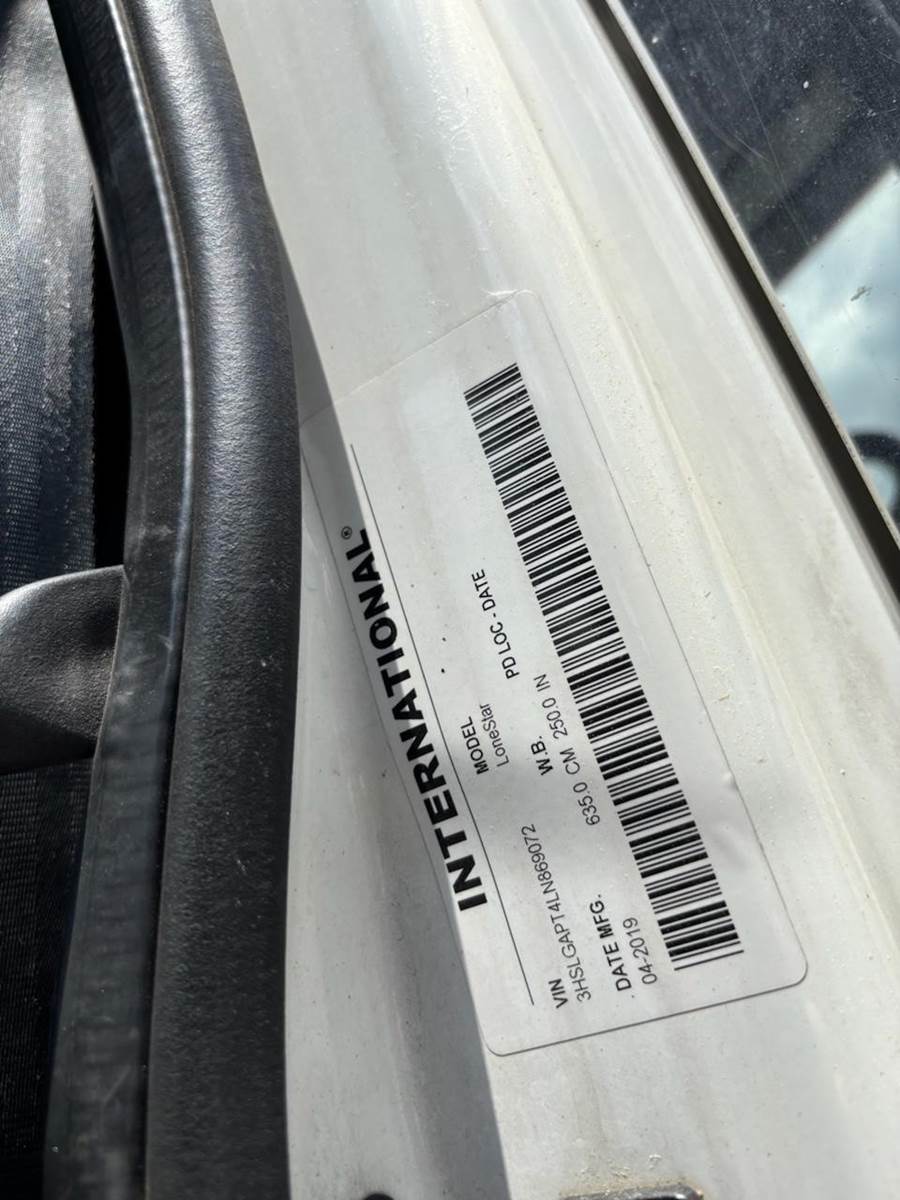 INTERNATIONAL®
VIN
3HSLGAPT4LN869072
MODEL
LoneStar
DATE MFG.
04-2019
W.B.
635.0 CM 250.0 IN
PD LOC - DATE